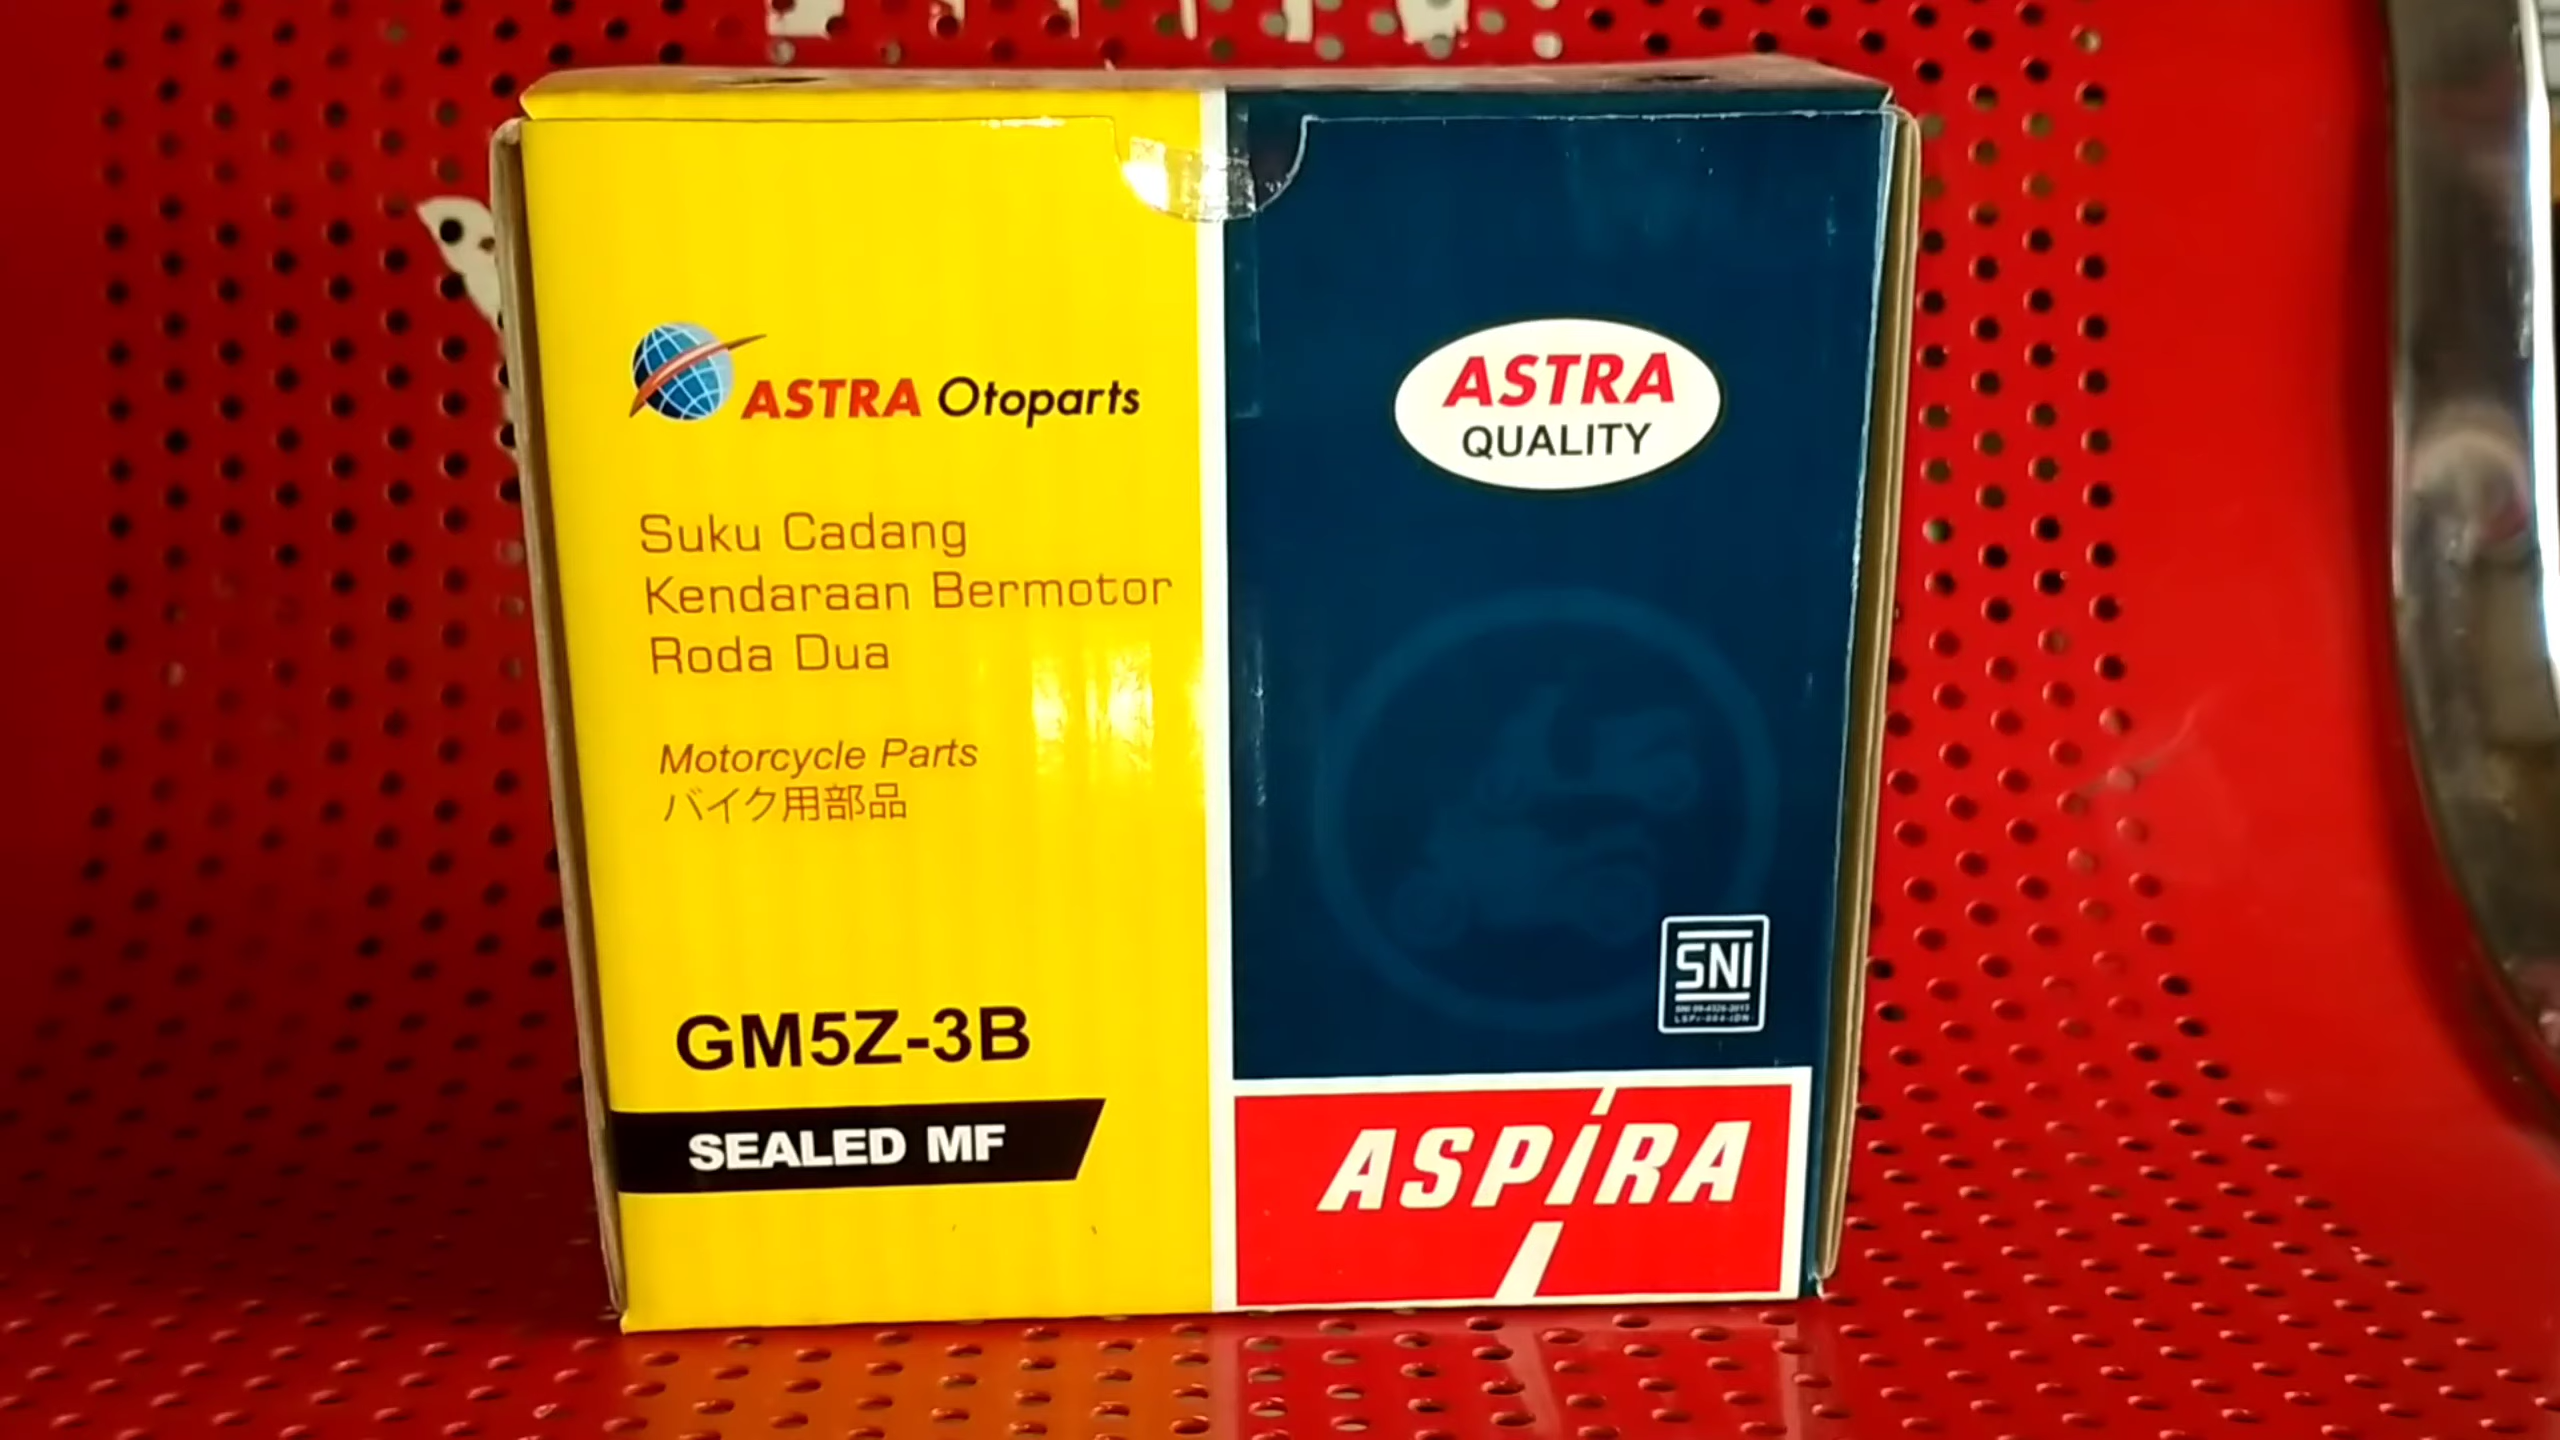 ASTRA Otoparts
Suku Cadang
Kendaraan Bermotor
Roda Dua
Motorcycle Parts
バイク用部品
GM5Z-3B
SEALED MF
ASTRA
QUALITY
SNI
ASPIRA